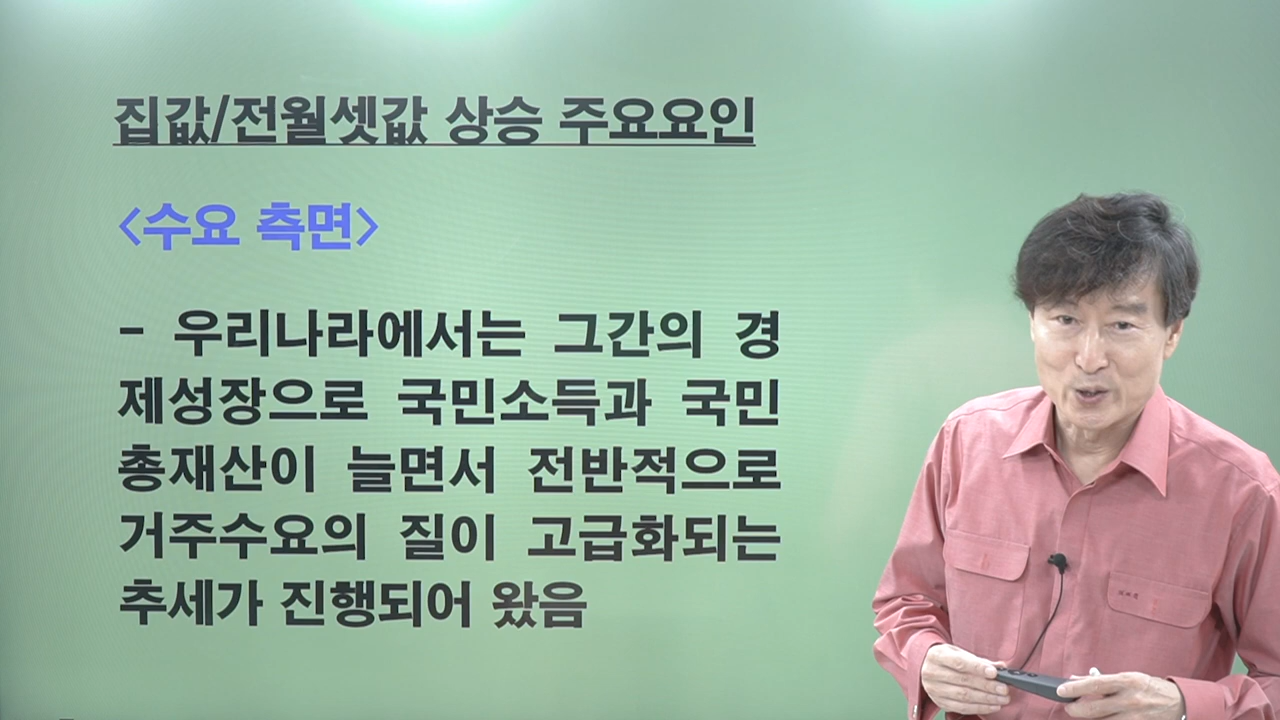 집값/전월셋값 상승 주요요인
<수요 측면>
- 우리나라에서는 그간의 경
제성장으로 국민소득과 국민
총재산이 늘면서 전반적으로
거주수요의 질이 고급화되는
추세가 진행되어 왔음